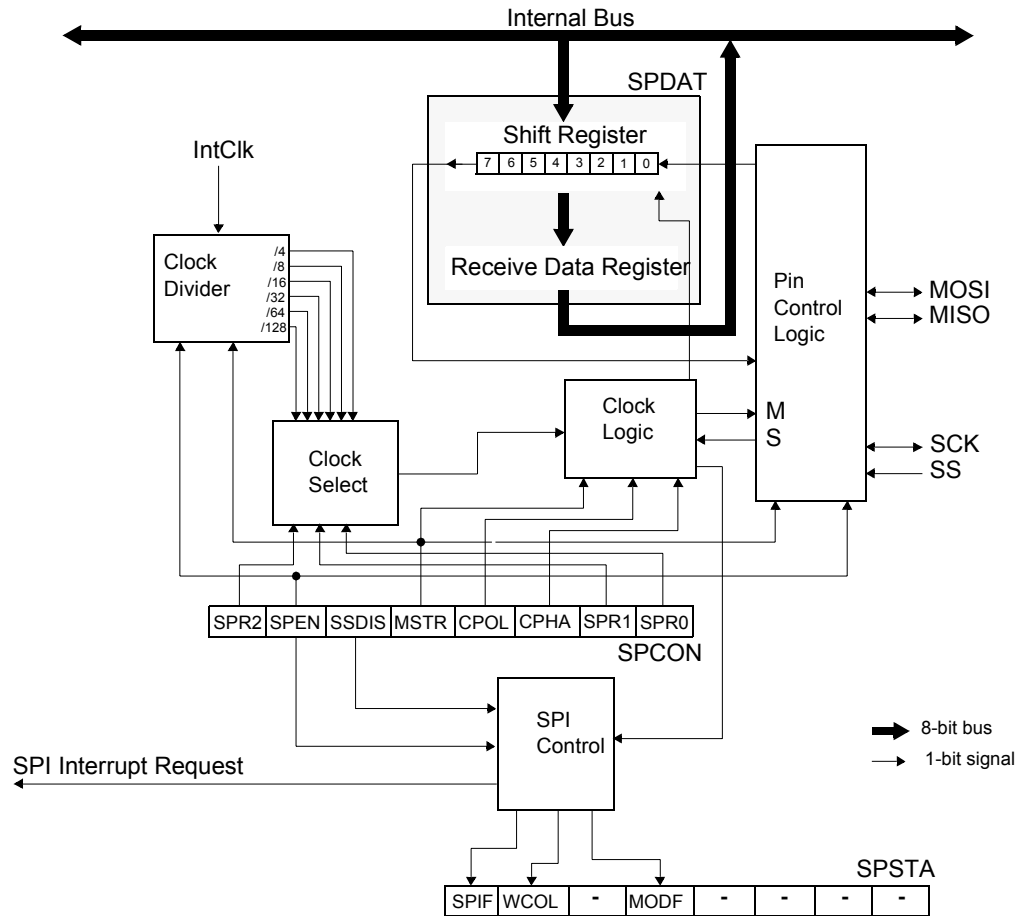 Internal Bus
SPDAT
Shift Register
7 6 5 4 3 2 1 0
IntClk
Clock
Divider
/4
/8
/16
/32
/64
/128
Receive Data Register
Pin
Control
Logic
MOSI
MISO
Clock
Logic
M
S
SCK
SS
Clock
Select
SPR2 SPEN SSDIS MSTR CPOL CPHA SPR1 SPR0
SPCON
SPI
Control
8-bit bus
1-bit signal
SPI Interrupt Request
SPSTA
SPIF WCOL - MODF - - - -